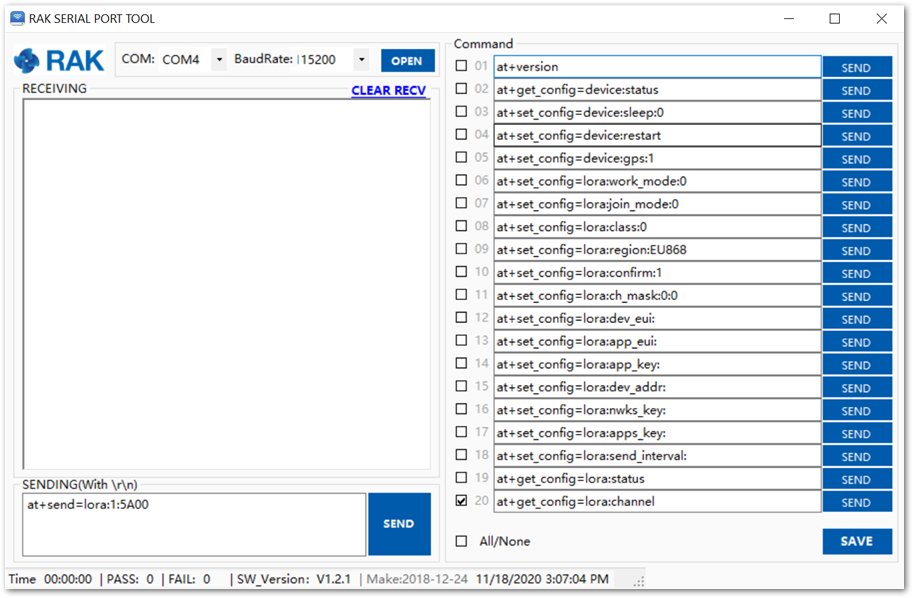 RAK SERIAL PORT TOOL
RAK
COM: COM4 BaudRate: 115200 OPEN
RECEIVING CLEAR RECV
SENDING(With \r\n)
at+send=lora:1:5A00
SEND
Command
01 at+version SEND
02 at+get_config=device:status SEND
03 at+set_config=device:sleep:0 SEND
04 at+set_config=device:restart SEND
05 at+set_config=device:gps:1 SEND
06 at+set_config=lora:work_mode:0 SEND
07 at+set_config=lora:join_mode:0 SEND
08 at+set_config=lora:class:0 SEND
09 at+set_config=lora:region:EU868 SEND
10 at+set_config=lora:confirm:1 SEND
11 at+set_config=lora:ch_mask:0:0 SEND
12 at+set_config=lora:dev_eui: SEND
13 at+set_config=lora:app_eui: SEND
14 at+set_config=lora:app_key: SEND
15 at+set_config=lora:dev_addr: SEND
16 at+set_config=lora:nwks_key: SEND
17 at+set_config=lora:apps_key: SEND
18 at+set_config=lora:send_interval: SEND
19 at+get_config=lora:status SEND
20 at+get_config=lora:channel SEND
All/None SAVE
Time 00:00:00 | PASS: 0 | FAIL: 0 | SW_Version: V1.2.1 | Make:2018-12-24 11/18/2020 3:07:04 PM